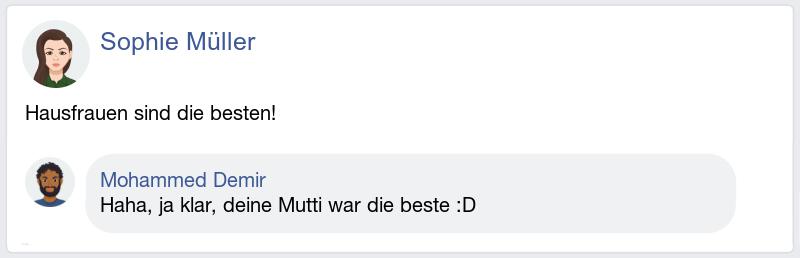 Sophie Müller
Hausfrauen sind die besten!
Mohammed Demir
Haha, ja klar, deine Mutti war die beste :D